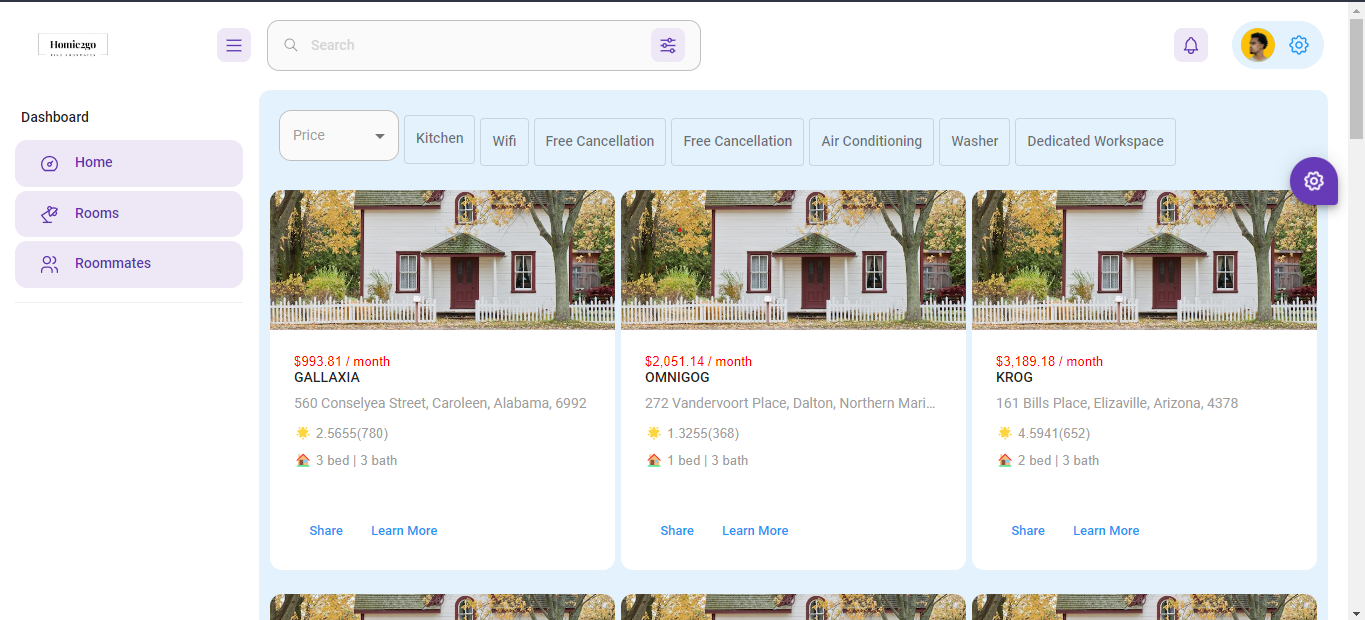 Homie2go
Search
Dashboard
Home
Rooms
Roommates
Price
Kitchen
Wifi
Free Cancellation
Free Cancellation
Air Conditioning
Washer
Dedicated Workspace
$993.81 / month
GALLAXIA
560 Conselyea Street, Caroleen, Alabama, 6992
2.5655(780)
3 bed | 3 bath
Share
Learn More
$2,051.14 / month
OMNIGOG
272 Vandervoort Place, Dalton, Northern Mari...
1.3255(368)
1 bed | 3 bath
Share
Learn More
$3,189.18 / month
KROG
161 Bills Place, Elizaville, Arizona, 4378
4.5941(652)
2 bed | 3 bath
Share
Learn More